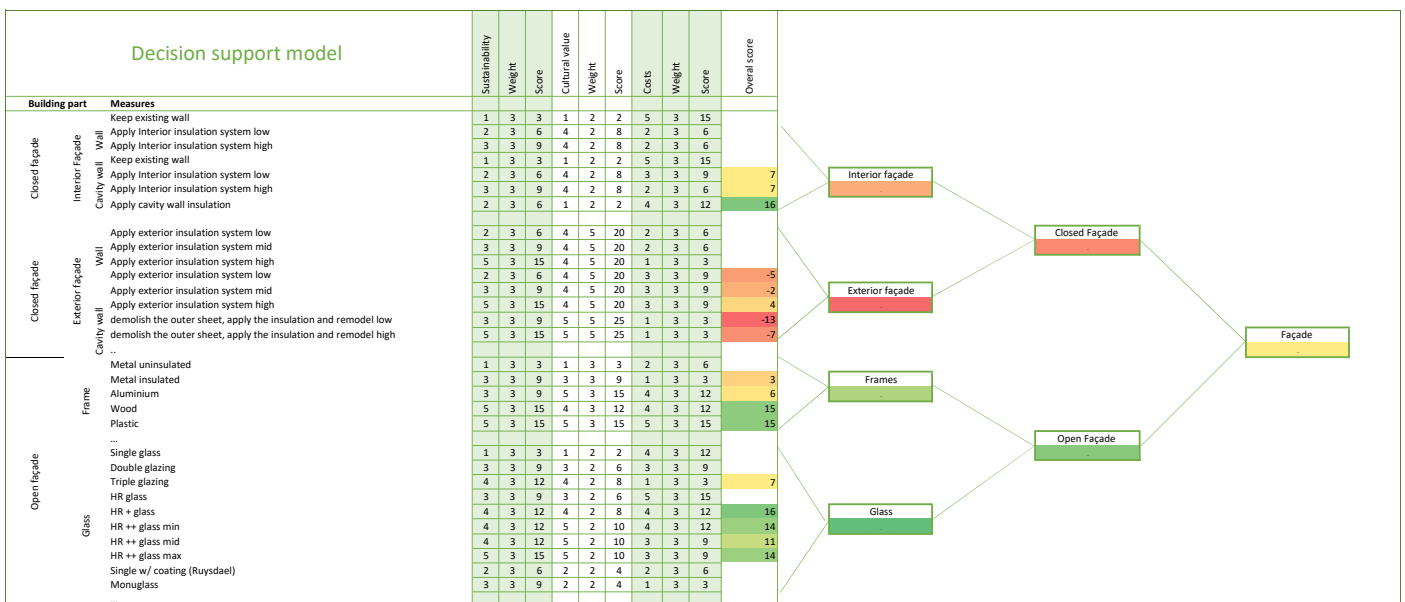 Decision support model
Sustainability Weight Score Cultural value Weight Score Costs Weight Score Overal score
Building part Measures
Closed façade
Interior Façade
Wall
Keep existing wall 1 3 3 1 2 2 5 3 15
Apply Interior insulation system low 2 3 6 4 2 8 2 3 6
Apply Interior insulation system high 3 3 9 4 2 8 2 3 6
Cavity wall
Keep existing wall 1 3 3 1 2 2 5 3 15
Apply Interior insulation system low 2 3 6 4 2 8 3 3 9 7
Apply Interior insulation system high 3 3 9 4 2 8 2 3 6 7
Apply cavity wall insulation 2 3 6 1 2 2 4 3 12 16
Closed façade
Exterior façade
Wall
Apply exterior insulation system low 2 3 6 4 5 20 2 3 6
Apply exterior insulation system mid 3 3 9 4 5 20 2 3 6
Apply exterior insulation system high 5 3 15 4 5 20 1 3 3
Cavity wall
Apply exterior insulation system low 2 3 6 4 5 20 3 3 9 -5
Apply exterior insulation system mid 3 3 9 4 5 20 3 3 9 -2
Apply exterior insulation system high 5 3 15 4 5 20 3 3 9 4
demolish the outer sheet, apply the insulation and remodel low 3 3 9 5 5 25 1 3 3 -13
demolish the outer sheet, apply the insulation and remodel high 5 3 15 5 5 25 1 3 3 -7
..
Open façade
Frame
Metal uninsulated 1 3 3 1 3 3 2 3 6
Metal insulated 3 3 9 3 3 9 1 3 3 3
Aluminium 3 3 9 5 3 15 4 3 12 6
Wood 5 3 15 4 3 12 4 3 12 15
Plastic 5 3 15 5 3 15 5 3 15 15
...
Glass
Single glass 1 3 3 1 2 2 4 3 12
Double glazing 3 3 9 3 2 6 3 3 9
Triple glazing 4 3 12 4 2 8 1 3 3 7
HR glass 3 3 9 3 2 6 5 3 15
HR + glass 4 3 12 4 2 8 4 3 12 16
HR ++ glass min 4 3 12 5 2 10 4 3 12 14
HR ++ glass mid 4 3 12 5 2 10 3 3 9 11
HR ++ glass max 5 3 15 5 2 10 3 3 9 14
Single w/ coating (Ruysdael) 2 3 6 2 2 4 2 3 6
Monuglass 3 3 9 2 2 4 1 3 3
Interior façade
Closed Façade
Exterior façade
Façade
Frames
Open Façade
Glass